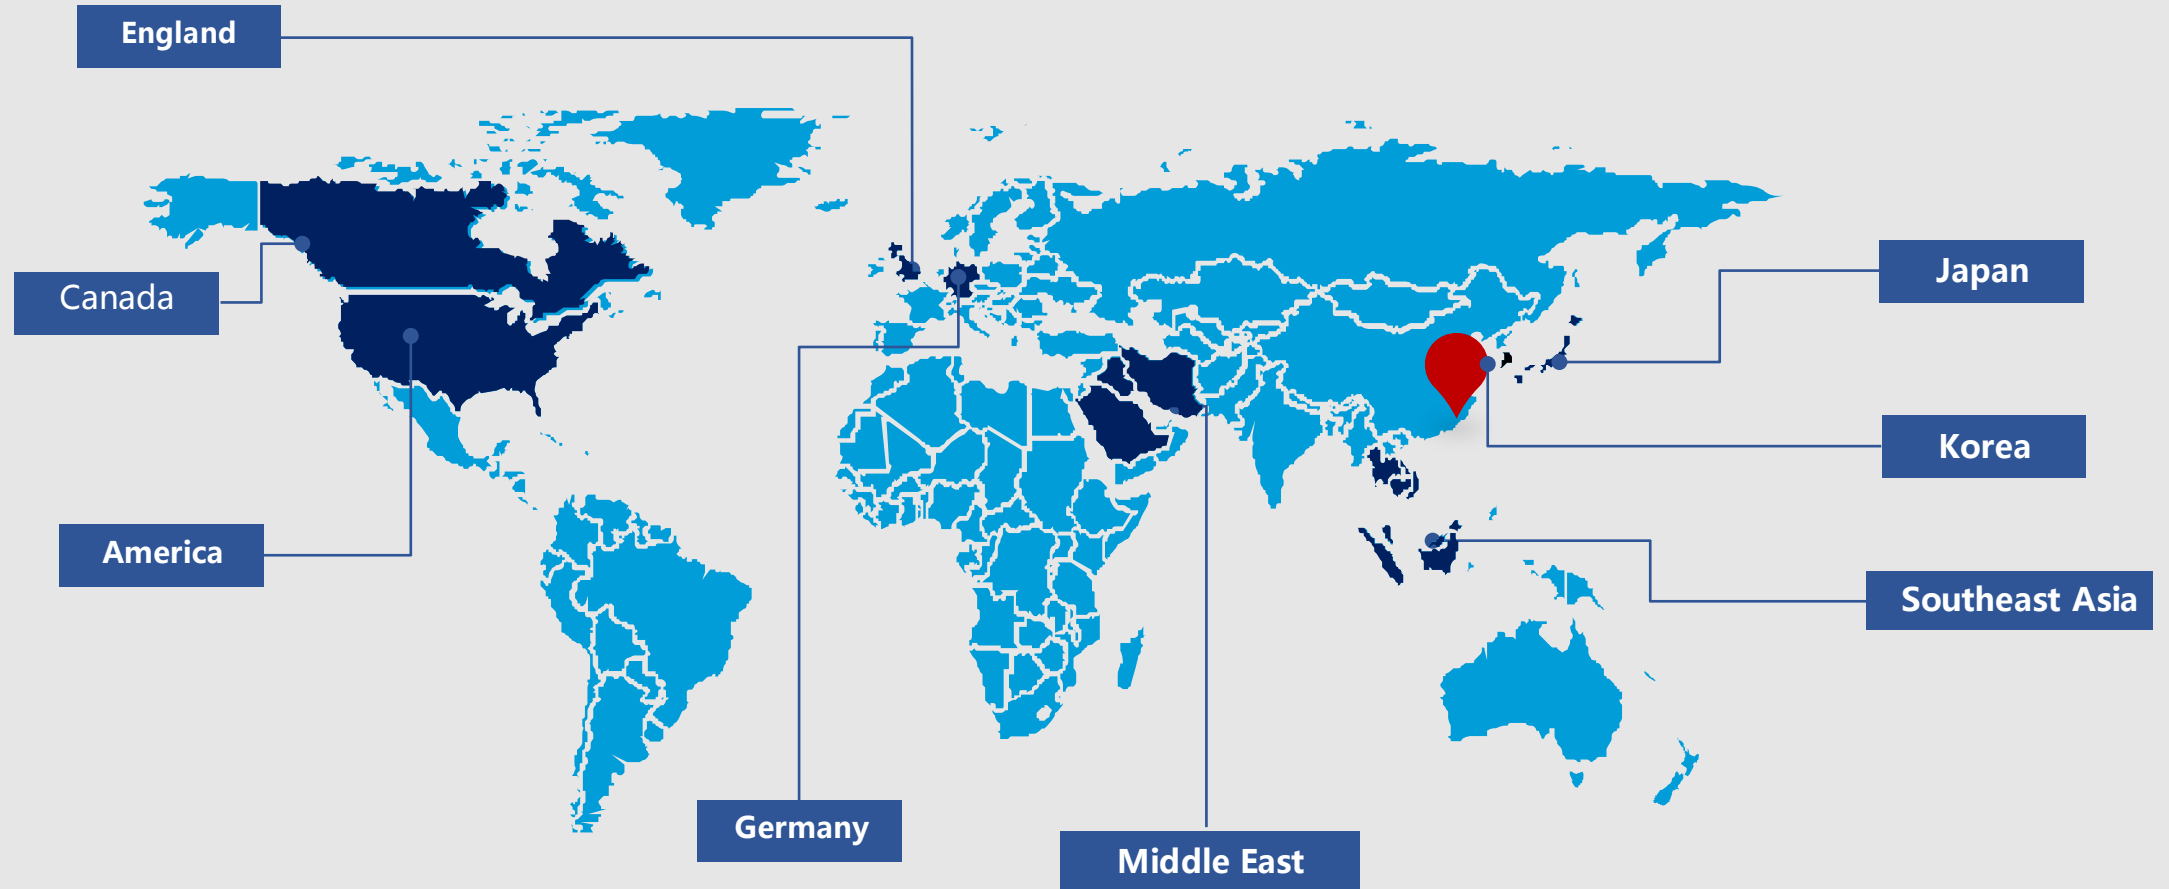 England
Japan
Canada
Korea
America
Southeast Asia
Germany
Middle East